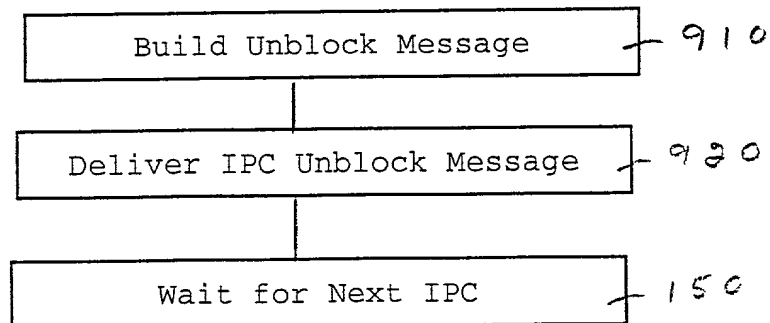 Build Unblock Message 910
Deliver IPC Unblock Message 920
Wait for Next IPC 150